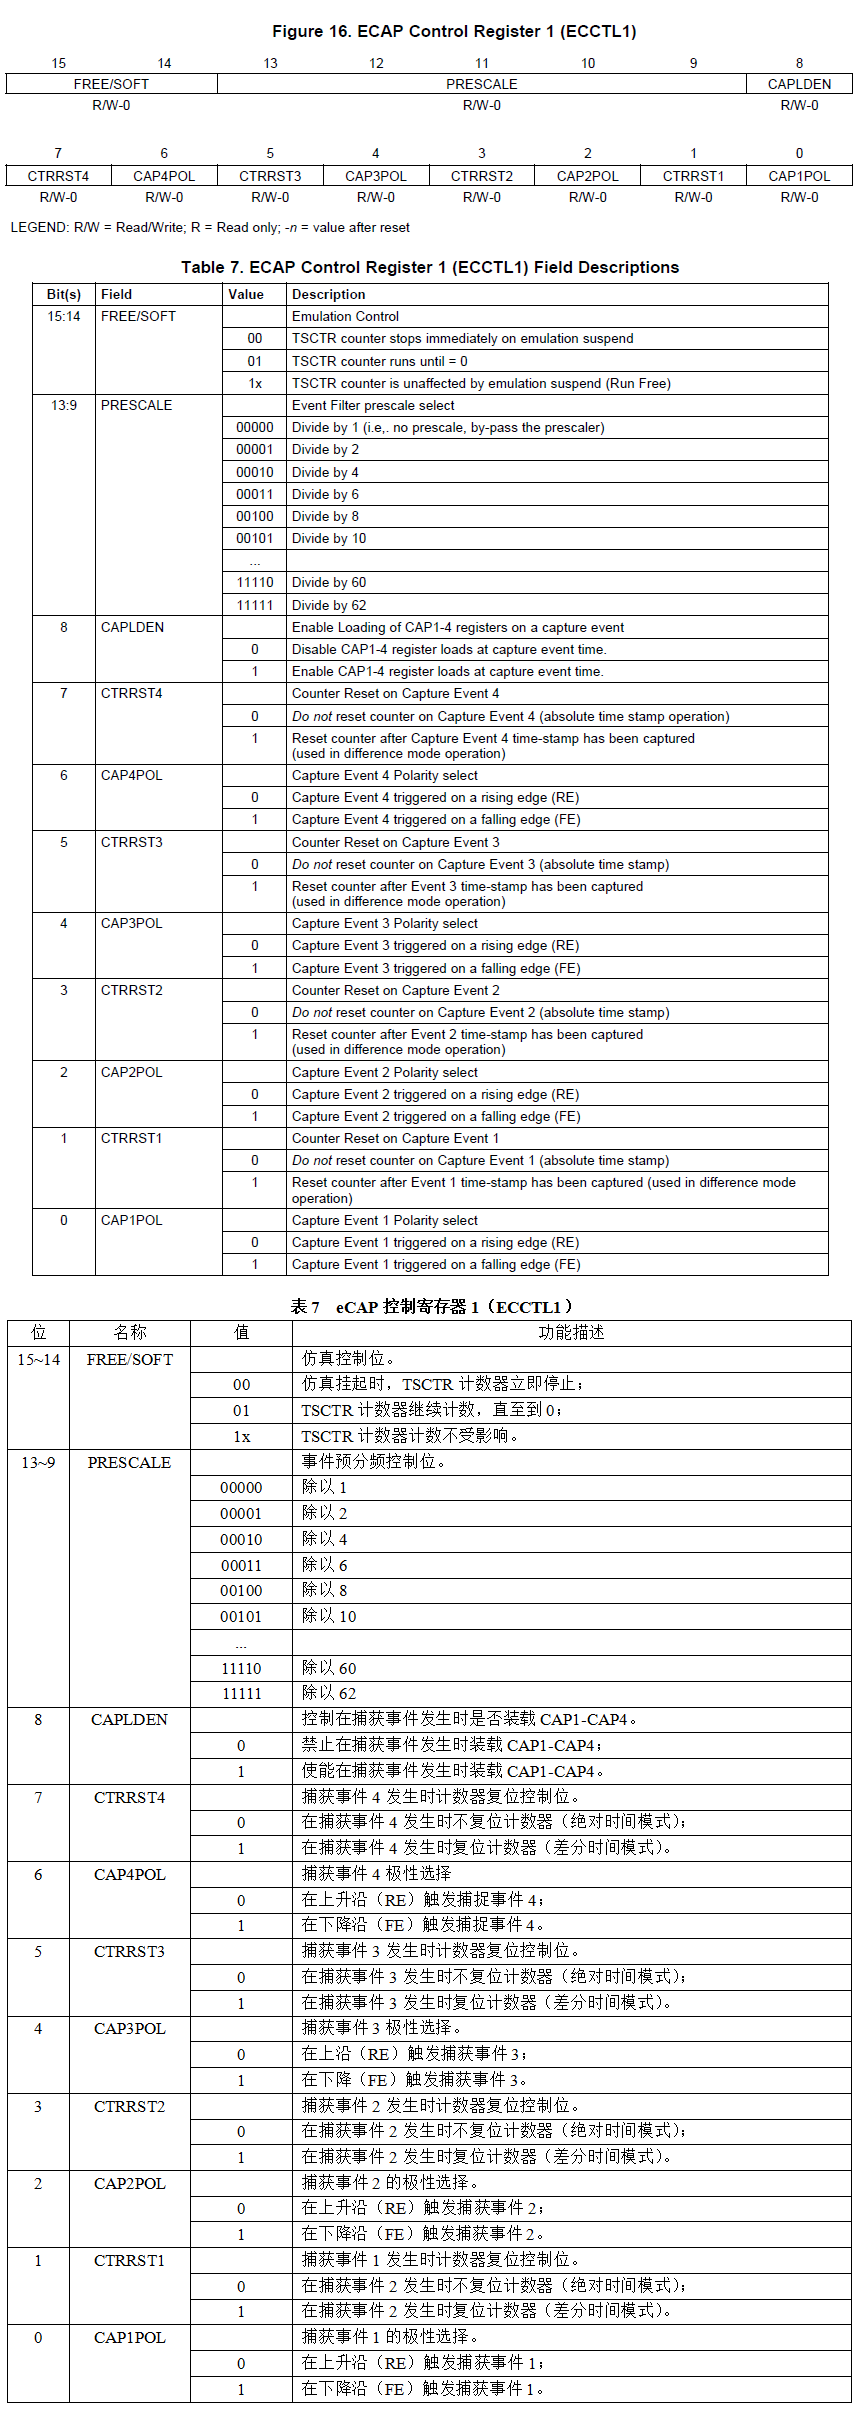 Figure 16. ECAP Control Register 1 (ECCTL1)
15 14 13 12 11 10 9 8
FREE/SOFT PRESCALE CAPLDEN
R/W-0 R/W-0 R/W-0
7 6 5 4 3 2 1 0
CTRRST4 CAP4POL CTRRST3 CAP3POL CTRRST2 CAP2POL CTRRST1 CAP1POL
R/W-0 R/W-0 R/W-0 R/W-0 R/W-0 R/W-0 R/W-0 R/W-0
LEGEND: R/W = Read/Write; R = Read only; -n = value after reset
Table 7. ECAP Control Register 1 (ECCTL1) Field Descriptions
Bit(s) Field Value Description
15:14 FREE/SOFT Emulation Control
00 TSCTR counter stops immediately on emulation suspend
01 TSCTR counter runs until = 0
1x TSCTR counter is unaffected by emulation suspend (Run Free)
13:9 PRESCALE Event Filter prescale select
00000 Divide by 1 (i.e,. no prescale, by-pass the prescaler)
00001 Divide by 2
00010 Divide by 4
00011 Divide by 6
00100 Divide by 8
00101 Divide by 10
...
11110 Divide by 60
11111 Divide by 62
8 CAPLDEN Enable Loading of CAP1-4 registers on a capture event
0 Disable CAP1-4 register loads at capture event time.
1 Enable CAP1-4 register loads at capture event time.
7 CTRRST4 Counter Reset on Capture Event 4
0 Do not reset counter on Capture Event 4 (absolute time stamp operation)
1 Reset counter after Capture Event 4 time-stamp has been captured
(used in difference mode operation)
6 CAP4POL Capture Event 4 Polarity select
0 Capture Event 4 triggered on a rising edge (RE)
1 Capture Event 4 triggered on a falling edge (FE)
5 CTRRST3 Counter Reset on Capture Event 3
0 Do not reset counter on Capture Event 3 (absolute time stamp)
1 Reset counter after Event 3 time-stamp has been captured
(used in difference mode operation)
4 CAP3POL Capture Event 3 Polarity select
0 Capture Event 3 triggered on a rising edge (RE)
1 Capture Event 3 triggered on a falling edge (FE)
3 CTRRST2 Counter Reset on Capture Event 2
0 Do not reset counter on Capture Event 2 (absolute time stamp)
1 Reset counter after Event 2 time-stamp has been captured
(used in difference mode operation)
2 CAP2POL Capture Event 2 Polarity select
0 Capture Event 2 triggered on a rising edge (RE)
1 Capture Event 2 triggered on a falling edge (FE)
1 CTRRST1 Counter Reset on Capture Event 1
0 Do not reset counter on Capture Event 1 (absolute time stamp)
1 Reset counter after Event 1 time-stamp has been captured (used in difference mode
operation)
0 CAP1POL Capture Event 1 Polarity select
0 Capture Event 1 triggered on a rising edge (RE)
1 Capture Event 1 triggered on a falling edge (FE)
表 7 eCAP 控制寄存器 1（ECCTL1）
位 名称 值 功能描述
15~14 FREE/SOFT 仿真控制位。
00 仿真挂起时，TSCTR 计数器立即停止；
01 TSCTR 计数器继续计数，直至到 0；
1x TSCTR 计数器计数不受影响。
13~9 PRESCALE 事件预分频控制位。
00000 除以 1
00001 除以 2
00010 除以 4
00011 除以 6
00100 除以 8
00101 除以 10
...
11110 除以 60
11111 除以 62
8 CAPLDEN 控制在捕获事件发生时是否装载 CAP1-CAP4。
0 禁止在捕获事件发生时装载 CAP1-CAP4；
1 使能在捕获事件发生时装载 CAP1-CAP4。
7 CTRRST4 捕获事件 4 发生时计数器复位控制位。
0 在捕获事件 4 发生时不复位计数器（绝对时间模式）；
1 在捕获事件 4 发生时复位计数器（差分时间模式）。
6 CAP4POL 捕获事件 4 极性选择
0 在上升沿（RE）触发捕捉事件 4；
1 在下降沿（FE）触发捕捉事件 4。
5 CTRRST3 捕获事件 3 发生时计数器复位控制位。
0 在捕获事件 3 发生时不复位计数器（绝对时间模式）；
1 在捕获事件 3 发生时复位计数器（差分时间模式）。
4 CAP3POL 捕获事件 3 极性选择。
0 在上沿（RE）触发捕获事件 3；
1 在下降（FE）触发捕获事件 3。
3 CTRRST2 捕获事件 2 发生时计数器复位控制位。
0 在捕获事件 2 发生时不复位计数器（绝对时间模式）；
1 在捕获事件 2 发生时复位计数器（差分时间模式）。
2 CAP2POL 捕获事件 2 的极性选择。
0 在上升沿（RE）触发捕获事件 2；
1 在下降沿（FE）触发捕获事件 2。
1 CTRRST1 捕获事件 1 发生时计数器复位控制位。
0 在捕获事件 2 发生时不复位计数器（绝对时间模式）；
1 在捕获事件 2 发生时复位计数器（差分时间模式）。
0 CAP1POL 捕获事件 1 的极性选择。
0 在上升沿（RE）触发捕获事件 1；
1 在下降沿（FE）触发捕获事件 1。